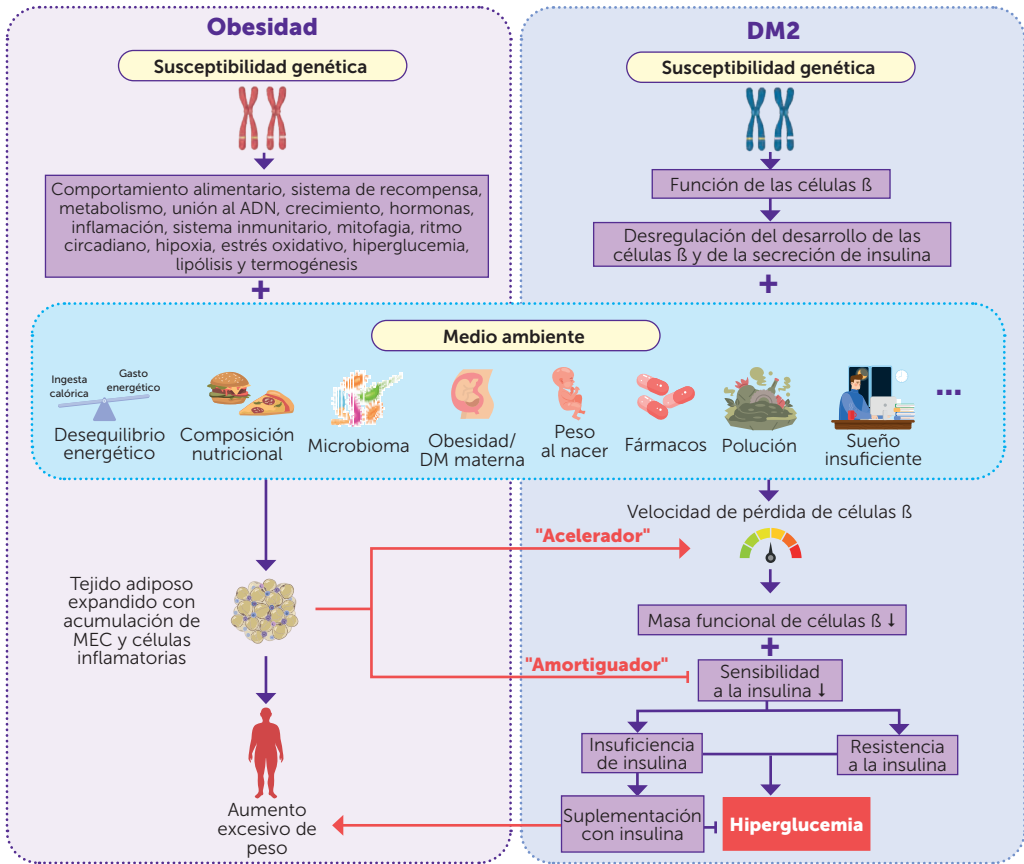 Obesidad
Susceptibilidad genética
Comportamiento alimentario, sistema de recompensa,
metabolismo, unión al ADN, crecimiento, hormonas,
inflamación, sistema inmunitario, mitofagia, ritmo
circadiano, hipoxia, estrés oxidativo, hiperglucemia,
lipólisis y termogénesis
+
DM2
Susceptibilidad genética
Función de las células ß
Desregulación del desarrollo de las
células ß y de la secreción de insulina
+
Medio ambiente
Ingesta
calórica
Gasto
energético
Desequilibrio
energético
Composición
nutricional
Microbioma
Obesidad/
DM materna
Peso
al nacer
Fármacos
Polución
Sueño
insuficiente
...
Tejido adiposo
expandido con
acumulación de
MEC y células
inflamatorias
Aumento
excesivo de
peso
"Acelerador"
"Amortiguador"
Velocidad de pérdida de células ß
Masa funcional de células ß ↓
+
Sensibilidad
a la insulina ↓
Insuficiencia
de insulina
Resistencia
a la insulina
Suplementación
con insulina
Hiperglucemia